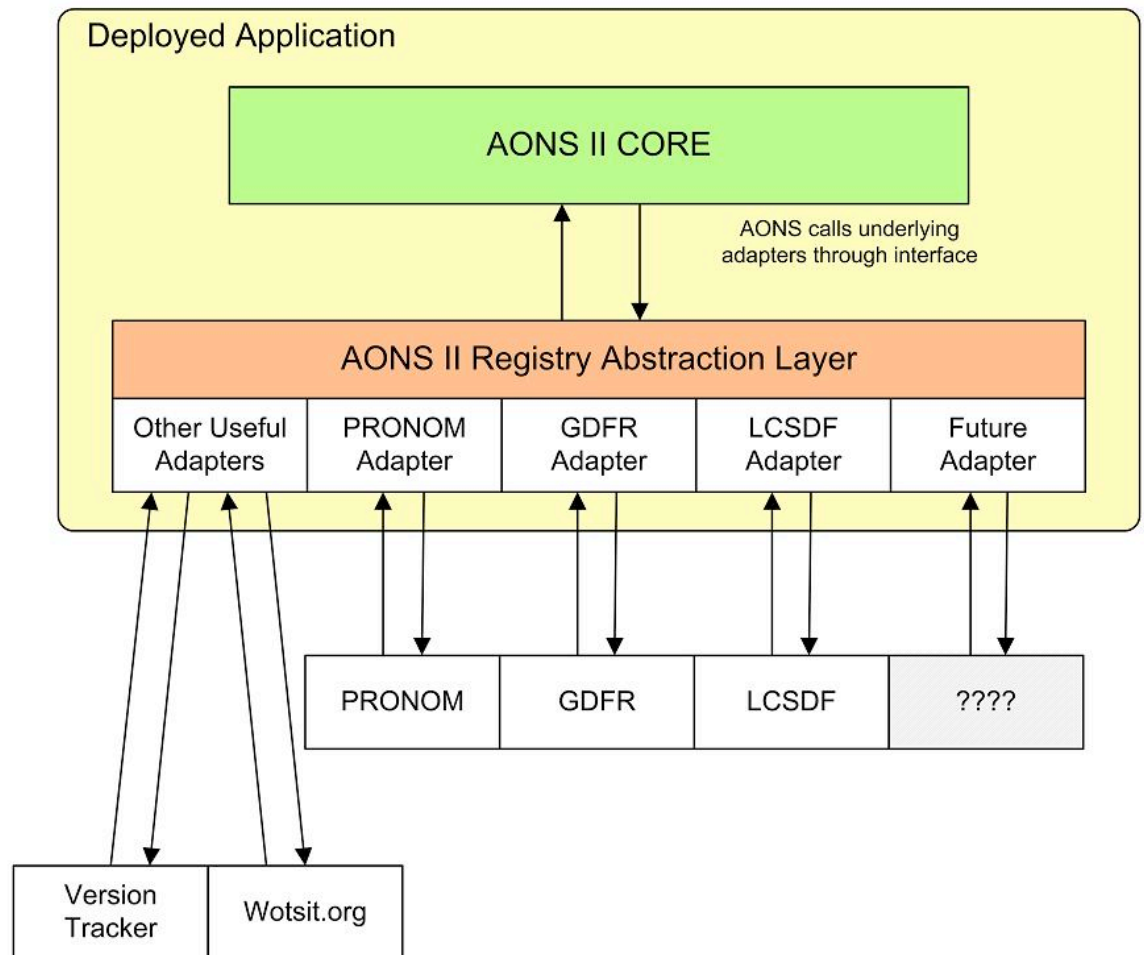 Deployed Application
AONS II CORE
AONS calls underlying
adapters through interface
AONS II Registry Abstraction Layer
Other Useful
Adapters
PRONOM
Adapter
GDFR
Adapter
LCSDF
Adapter
Future
Adapter
PRONOM
GDFR
LCSDF
????
Version
Tracker
Wotsit.org